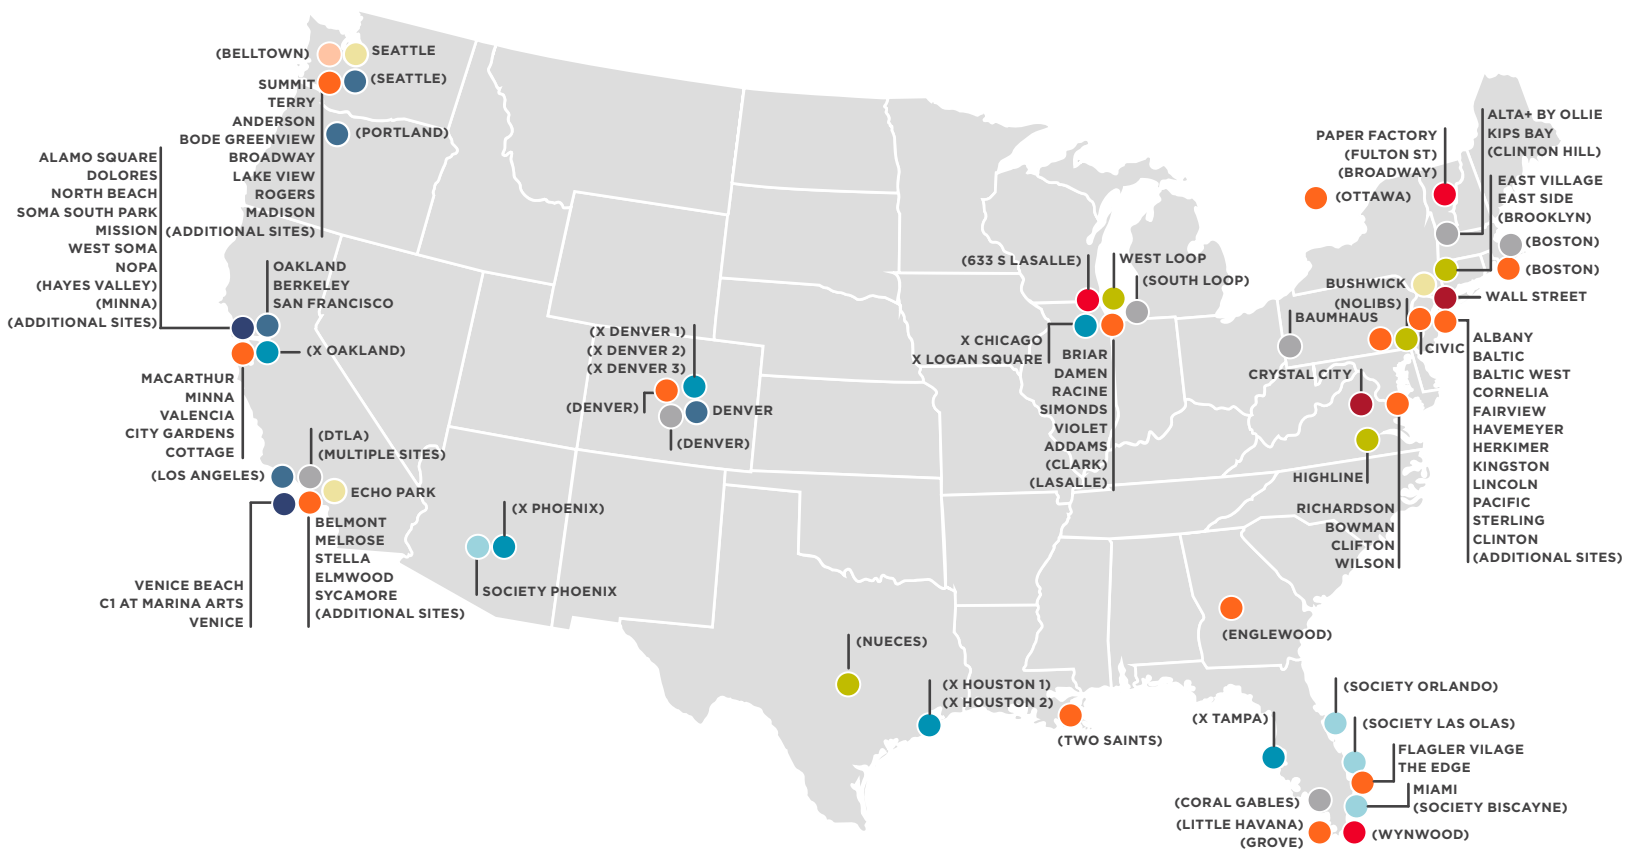 (BELLTOWN)
SEATTLE
(SEATTLE)
SUMMIT
TERRY
ANDERSON
BODE GREENVIEW
BROADWAY
LAKE VIEW
ROGERS
MADISON
(ADDITIONAL SITES)
(PORTLAND)
ALAMO SQUARE
DOLORES
NORTH BEACH
SOMA SOUTH PARK
MISSION
WEST SOMA
NOPA
(HAYES VALLEY)
(MINNA)
(ADDITIONAL SITES)
OAKLAND
BERKELEY
SAN FRANCISCO
(X OAKLAND)
MACARTHUR
MINNA
VALENCIA
CITY GARDENS
COTTAGE
(DTLA)
(MULTIPLE SITES)
(LOS ANGELES)
ECHO PARK
BELMONT
MELROSE
STELLA
ELMWOOD
SYCAMORE
(ADDITIONAL SITES)
VENICE BEACH
C1 AT MARINA ARTS
VENICE
(X PHOENIX)
SOCIETY PHOENIX
(X DENVER 1)
(X DENVER 2)
(X DENVER 3)
(DENVER)
DENVER
(DENVER)
(NUECES)
(X HOUSTON 1)
(X HOUSTON 2)
(TWO SAINTS)
(633 S LASALLE)
WEST LOOP
(SOUTH LOOP)
X CHICAGO
X LOGAN SQUARE
BRIAR
DAMEN
RACINE
SIMONDS
VIOLET
ADDAMS
(CLARK)
(LASALLE)
PAPER FACTORY
(FULTON ST)
(BROADWAY)
(OTTAWA)
ALTA+ BY OLLIE
KIPS BAY
(CLINTON HILL)
EAST VILLAGE
EAST SIDE
(BROOKLYN)
(BOSTON)
(BOSTON)
BUSHWICK
(NOLIBS)
WALL STREET
BAUMHAUS
CIVIC
CRYSTAL CITY
HIGHLINE
RICHARDSON
BOWMAN
CLIFTON
WILSON
ALBANY
BALTIC
BALTIC WEST
CORNELIA
FAIRVIEW
HAVEMEYER
HERKIMER
KINGSTON
LINCOLN
PACIFIC
STERLING
CLINTON
(ADDITIONAL SITES)
(ENGLEWOOD)
(SOCIETY ORLANDO)
(X TAMPA)
(SOCIETY LAS OLAS)
FLAGLER VILAGE
THE EDGE
MIAMI
(SOCIETY BISCAYNE)
(CORAL GABLES)
(LITTLE HAVANA)
(GROVE)
(WYNWOOD)